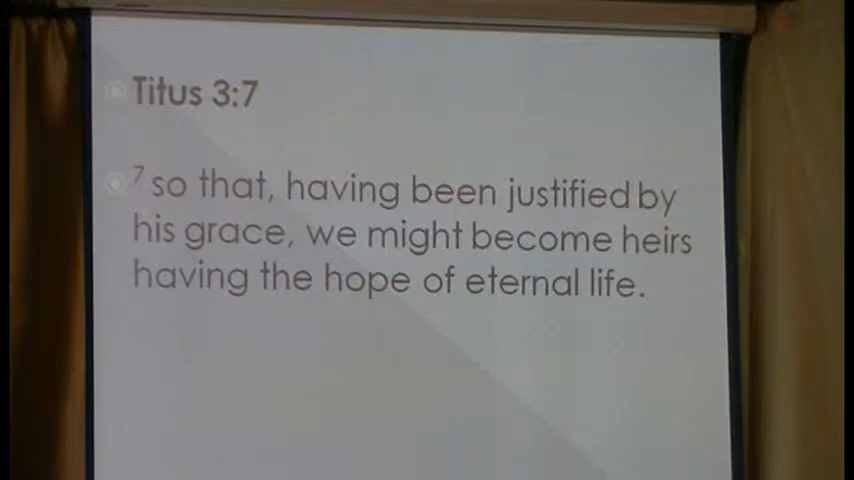 Titus 3:7
7 so that, having been justified by
his grace, we might become heirs
having the hope of eternal life.